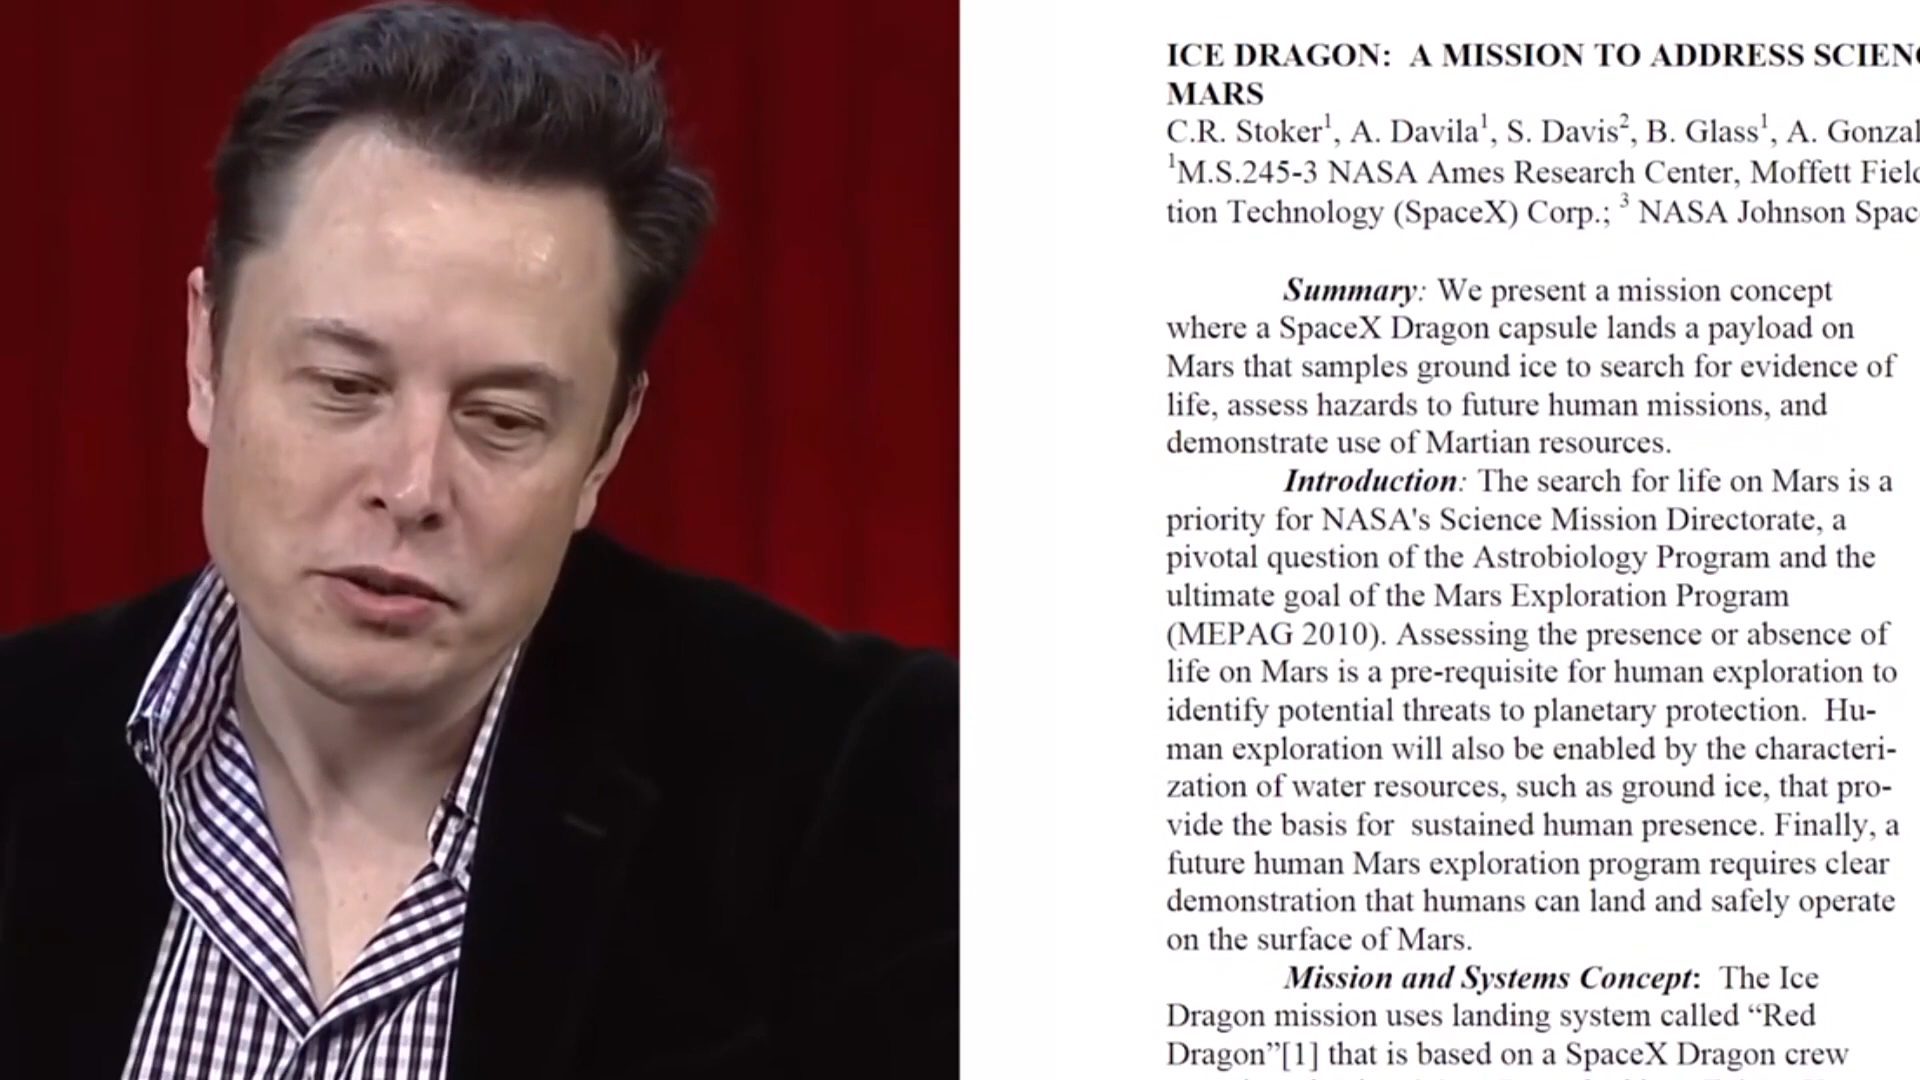 ICE DRAGON: A MISSION TO ADDRESS
MARS
C.R. Stoker¹, A. Davila¹, S. Davis², B. Glass¹, A.
¹M.S.245-3 NASA Ames Research Center, Moffett
tion Technology (SpaceX) Corp.; ³ NASA Johnson
Summary: We present a mission concept
where a SpaceX Dragon capsule lands a payload on
Mars that samples ground ice to search for evidence of
life, assess hazards to future human missions, and
demonstrate use of Martian resources.
Introduction: The search for life on Mars is a
priority for NASA's Science Mission Directorate, a
pivotal question of the Astrobiology Program and the
ultimate goal of the Mars Exploration Program
(MEPAG 2010). Assessing the presence or absence of
life on Mars is a pre-requisite for human exploration to
identify potential threats to planetary protection. Hu-
man exploration will also be enabled by the characteri-
zation of water resources, such as ground ice, that pro-
vide the basis for sustained human presence. Finally, a
future human Mars exploration program requires clear
demonstration that humans can land and safely operate
on the surface of Mars.
Mission and Systems Concept: The Ice
Dragon mission uses landing system called “Red
Dragon”[1] that is based on a SpaceX Dragon crew